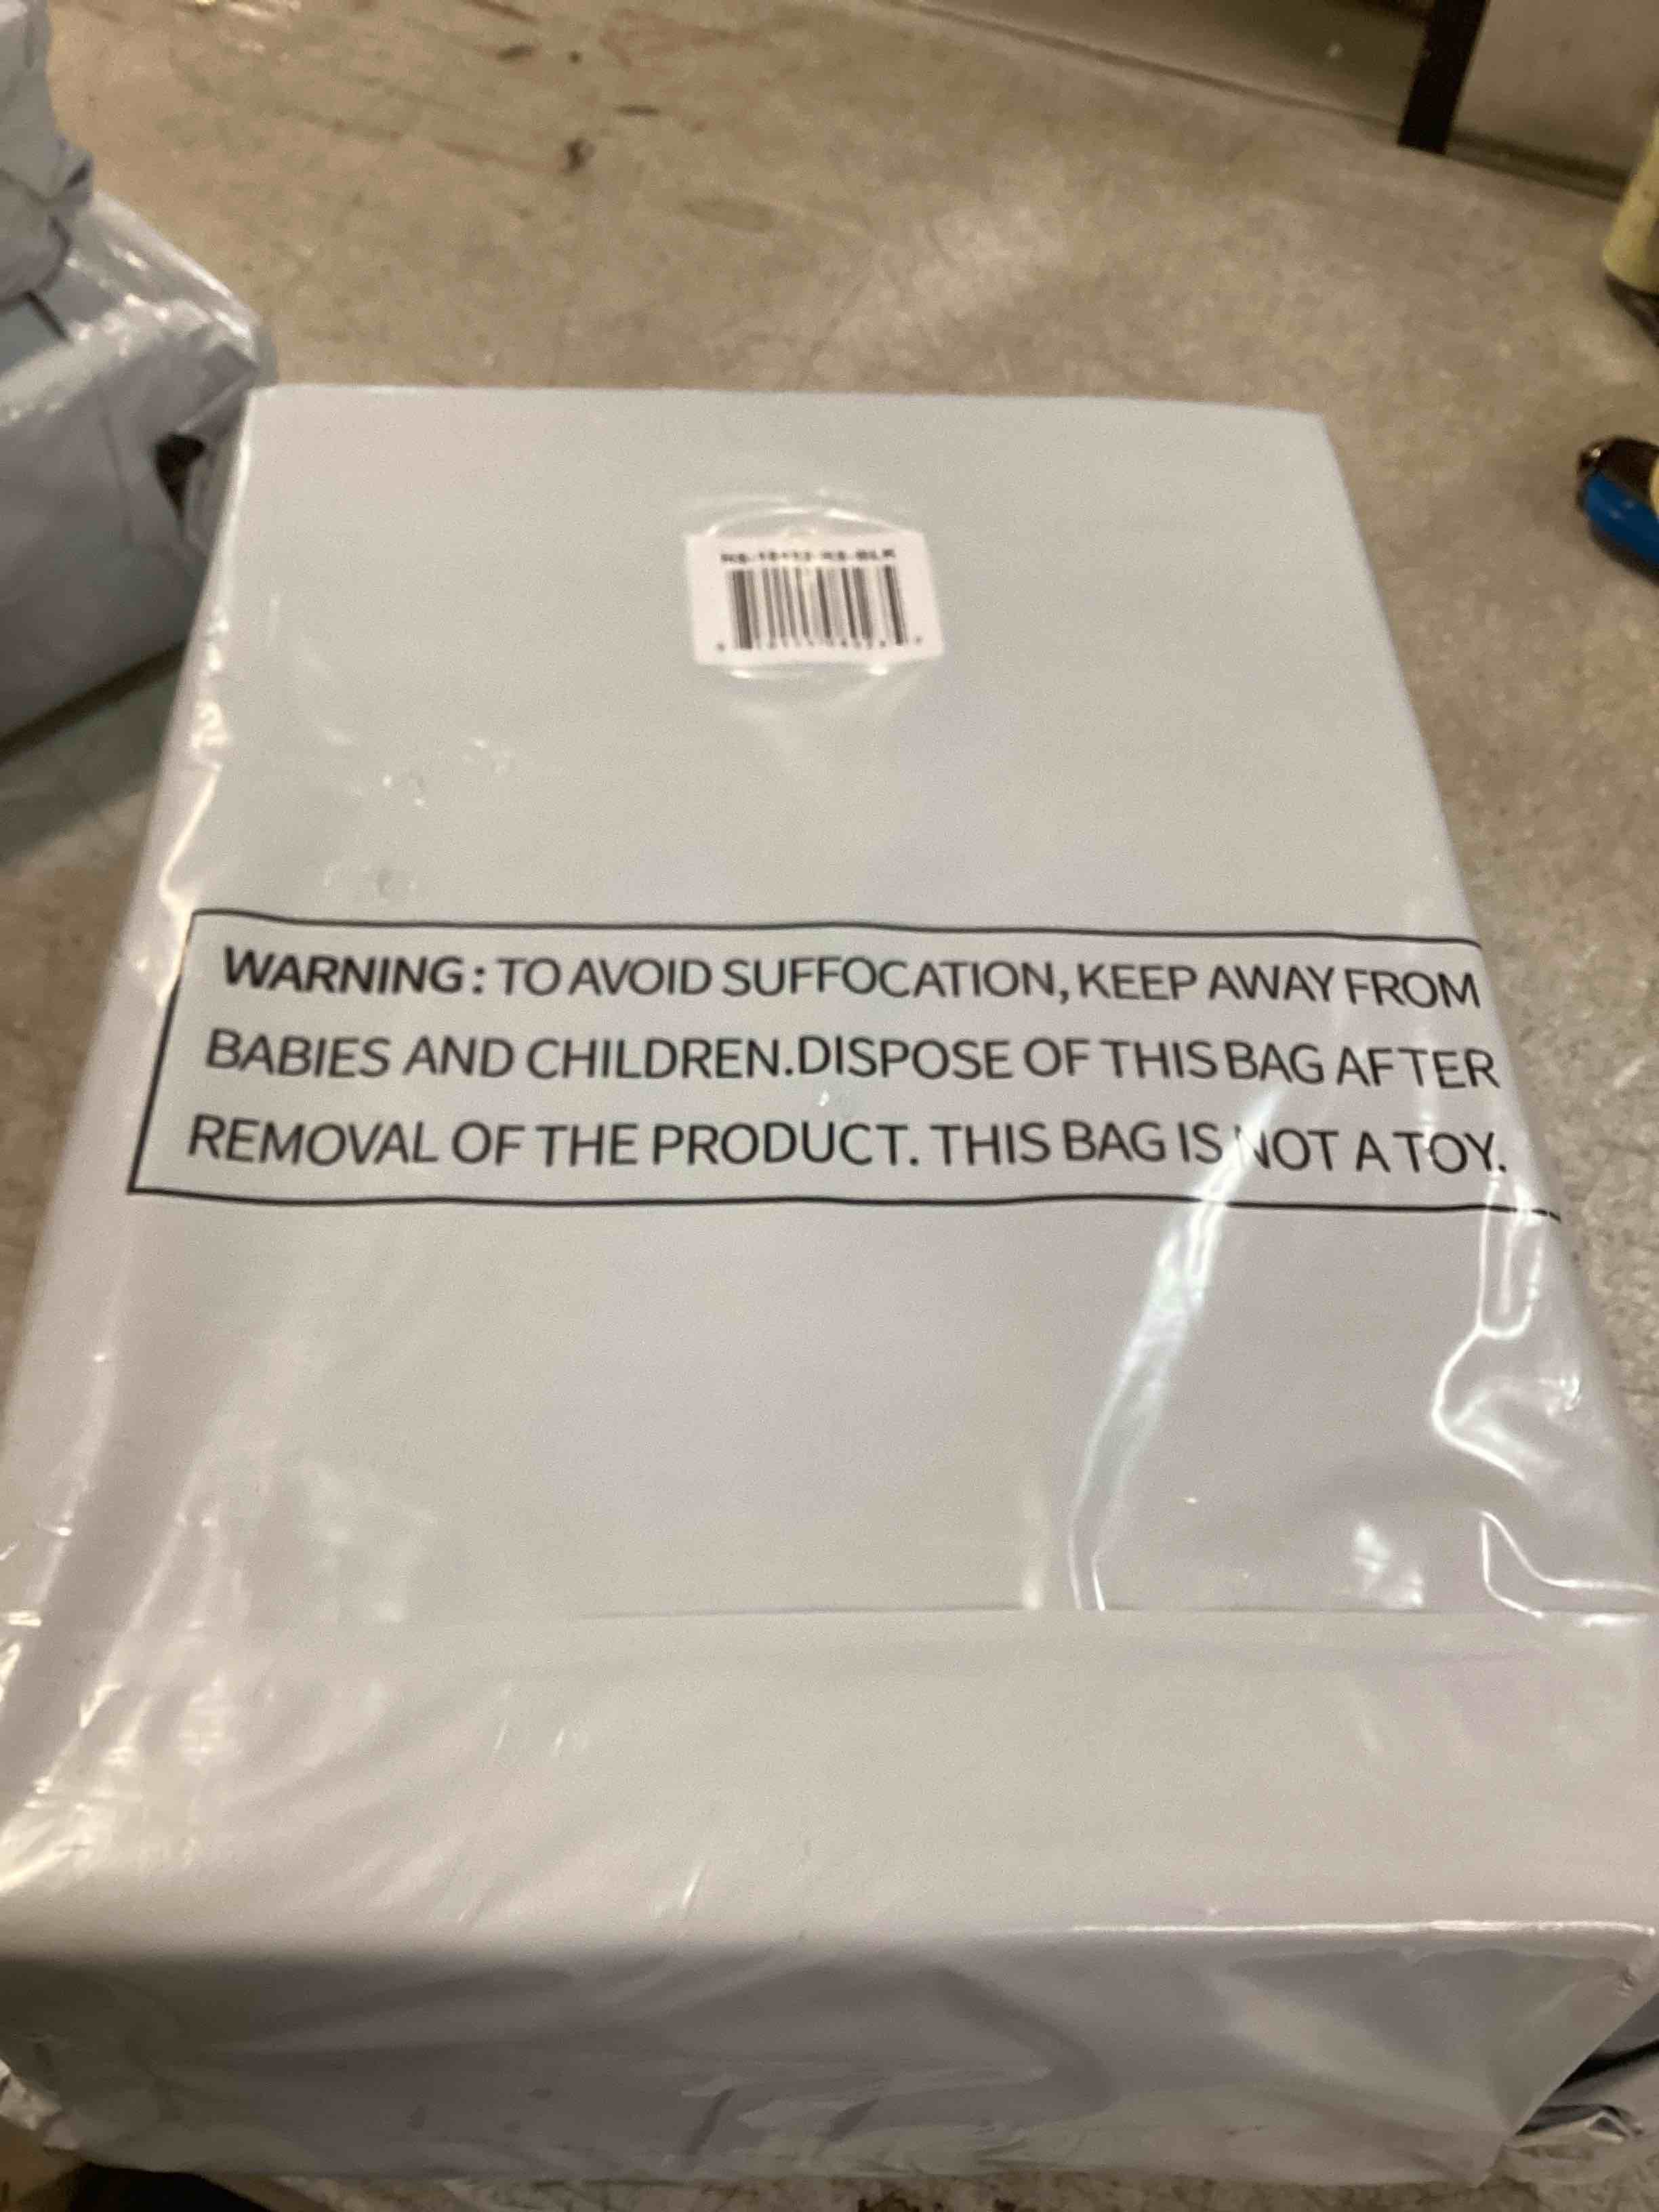 WARNING: TO AVOID SUFFOCATION, KEEP AWAY FROM
BABIES AND CHILDREN.DISPOSE OF THIS BAG AFTER
REMOVAL OF THE PRODUCT. THIS BAG IS NOT A TOY.